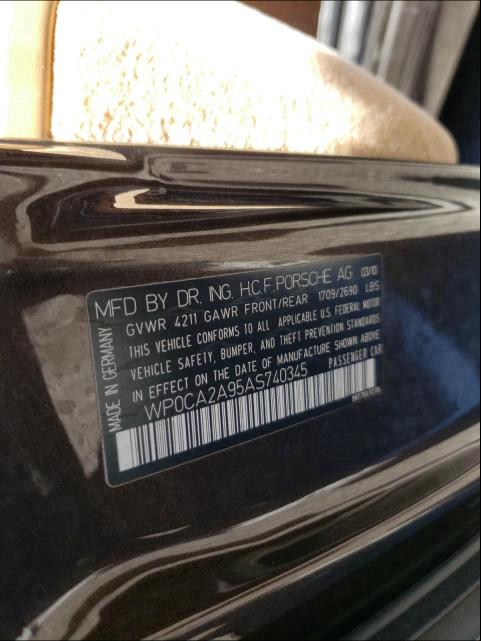 MFD BY DR. ING. H.C.F. PORSCHE AG 03/10
GVWR 4211 GAWR FRONT/REAR 1709/2690 LBS
THIS VEHICLE CONFORMS TO ALL APPLICABLE U.S. FEDERAL MOTOR
VEHICLE SAFETY, BUMPER, AND THEFT PREVENTION STANDARDS
IN EFFECT ON THE DATE OF MANUFACTURE SHOWN ABOVE
WP0CA2A95AS740345 PASSENGER CAR
MADE IN GERMANY